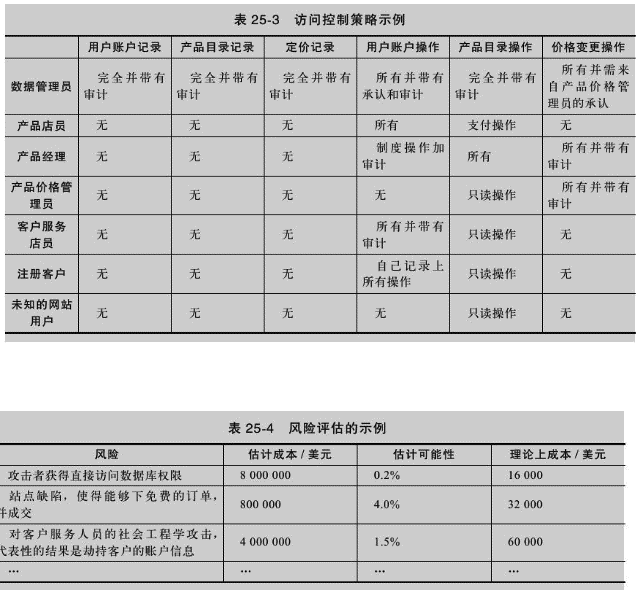 表 25-3 访问控制策略示例
用户账户记录 产品目录记录 定价记录 用户账户操作 产品目录操作 价格变更操作
数据管理员 完全并带有审计 完全并带有审计 完全并带有审计 所有并带有承认和审计 完全并带有审计 所有并需来自产品价格管理员的承认
产品店员 无 无 无 所有 支付操作 无
产品经理 无 无 无 制度操作加审计 所有 所有并带有审计
产品价格管理员 无 无 无 无 只读操作 所有并带有审计
客户服务店员 无 无 无 所有并带有审计 只读操作 无
注册客户 无 无 无 自己记录上所有操作 只读操作 无
未知的网站用户 无 无 无 无 只读操作 无
表 25-4 风险评估的示例
风险 估计成本/美元 估计可能性 理论上成本/美元
攻击者获得直接访问数据库权限 8 000 000 0.2% 16 000
站点缺陷，使得能够下免费的订单，并成交 800 000 4.0% 32 000
对客户服务人员的社会工程学攻击，代表性的结果是劫持客户的账户信息 4 000 000 1.5% 60 000
… … … …